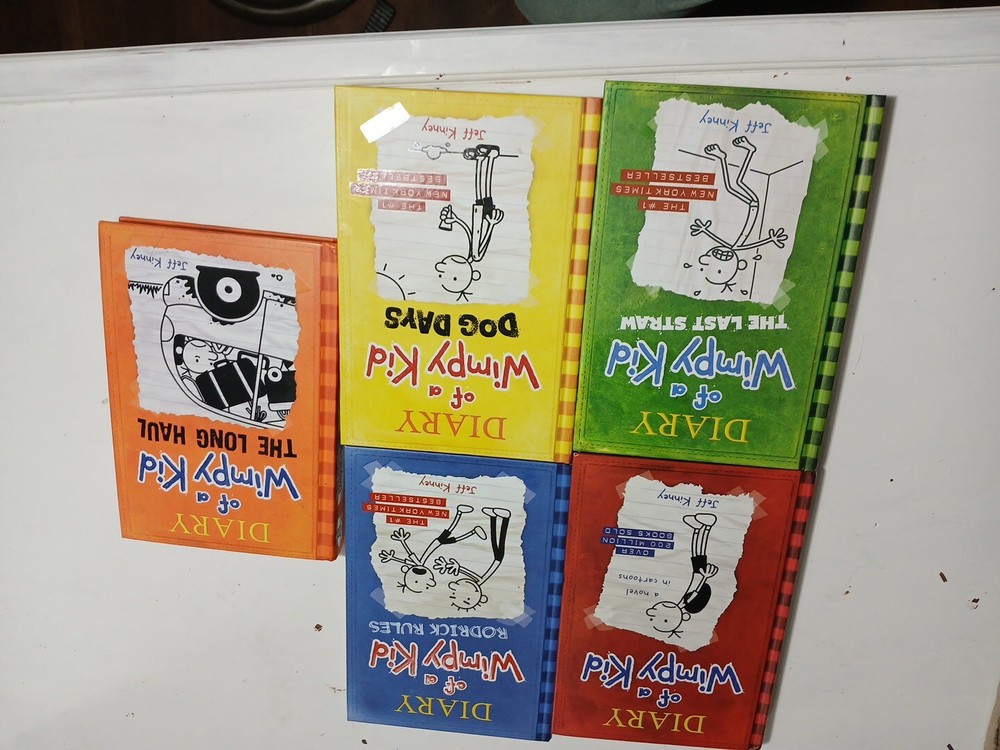 DIARY
of a
Wimpy Kid
a novel
in cartoons
OVER
200 MILLION
BOOKS SOLD
Jeff Kinney
DIARY
of a
Wimpy Kid
RODRICK RULES
THE #1
NEW YORK TIMES
BESTSELLER
Jeff Kinney
DIARY
of a
Wimpy Kid
THE LONG HAUL
Jeff Kinney
DIARY
of a
Wimpy Kid
THE LAST STRAW
THE #1
NEW YORK TIMES
BESTSELLER
Jeff Kinney
DIARY
of a
Wimpy Kid
DOG DAYS
THE #1
NEW YORK TIMES
BESTSELLER
Jeff Kinney